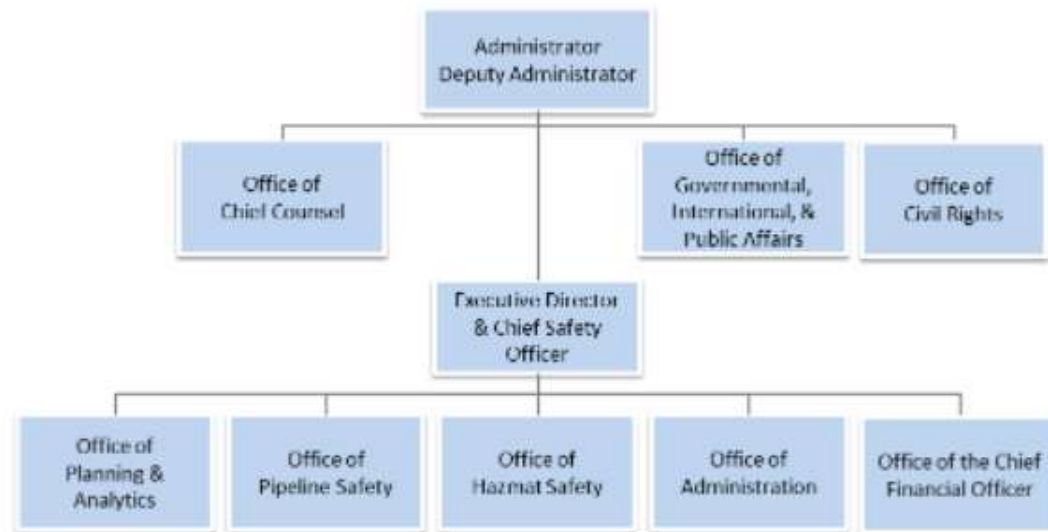 Administrator
Deputy Administrator
Office of
Chief Counsel
Office of
Governmental,
International, &
Public Affairs
Office of
Civil Rights
Executive Director
& Chief Safety
Officer
Office of
Planning &
Analytics
Office of
Pipeline Safety
Office of
Hazmat Safety
Office of
Administration
Office of the Chief
Financial Officer